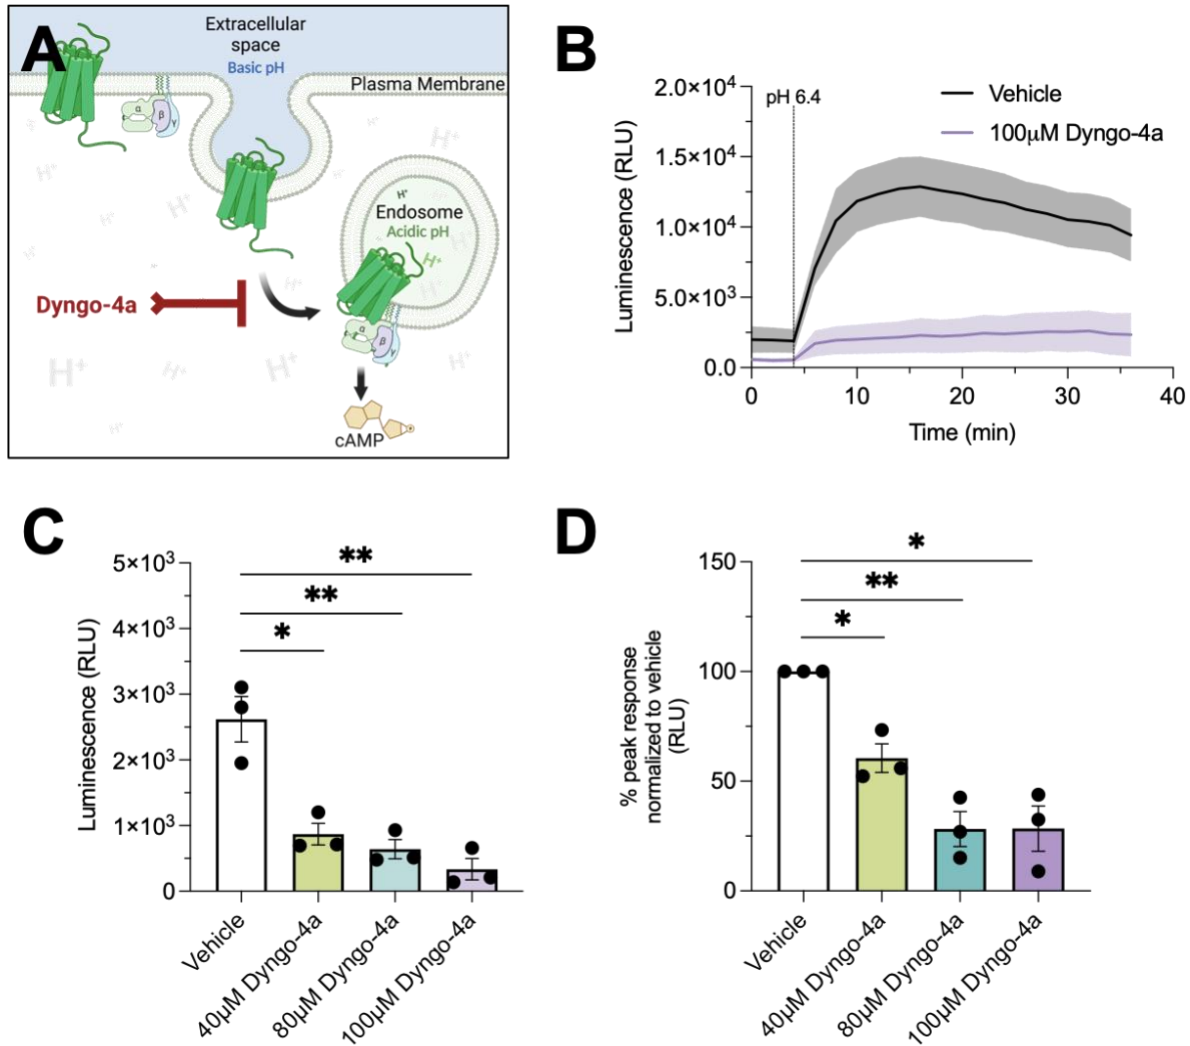 A
Extracellular
space
Basic pH
Plasma Membrane
α
β
γ
H⁺
H⁺
H⁺
H⁺
H⁺
H⁺
Endosome
Acidic pH
H⁺
H⁺
H⁺
H⁺
H⁺
Dyngo-4a
α
β
γ
H⁺
H⁺
H⁺
H⁺
H⁺
cAMP
B
Luminescence (RLU)
2.0×10⁴
1.5×10⁴
1.0×10⁴
5.0×10³
0.0
pH 6.4
Vehicle
100μM Dyngo-4a
0 10 20 30 40
Time (min)
C
Luminescence (RLU)
5×10³
4×10³
3×10³
2×10³
1×10³
0
**
**
*
Vehicle
40μM Dyngo-4a
80μM Dyngo-4a
100μM Dyngo-4a
D
% peak response
normalized to vehicle
(RLU)
150
100
50
0
*
**
*
Vehicle
40μM Dyngo-4a
80μM Dyngo-4a
100μM Dyngo-4a